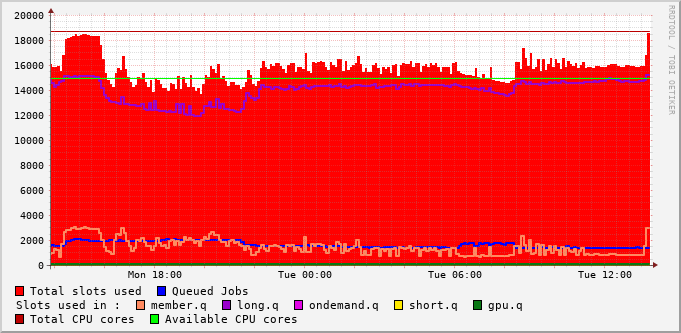 20000
18000
16000
14000
12000
10000
8000
6000
4000
2000
0
Mon 18:00 Tue 00:00 Tue 06:00 Tue 12:00
RRDTOOL / TOBI OETIKER
Total slots used Queued Jobs
Slots used in : member.q long.q ondemand.q short.q gpu.q
Total CPU cores Available CPU cores